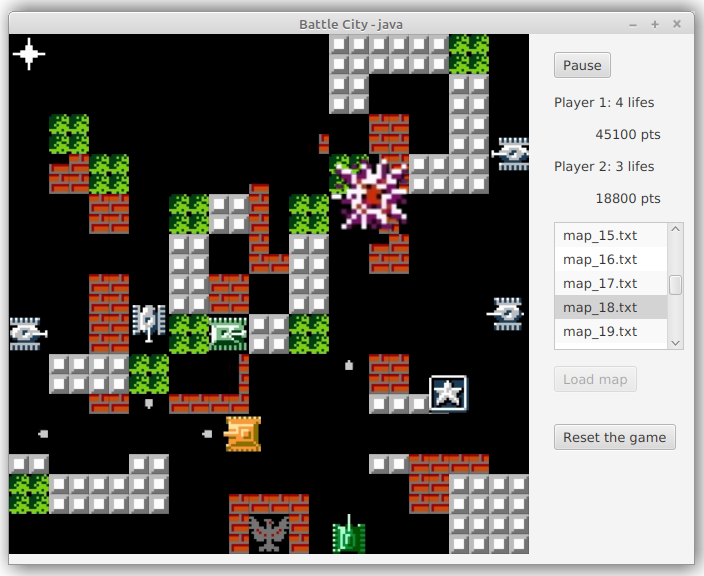 Battle City - java
Pause
Player 1: 4 lifes
45100 pts
Player 2: 3 lifes
18800 pts
map_15.txt
map_16.txt
map_17.txt
map_18.txt
map_19.txt
Load map
Reset the game